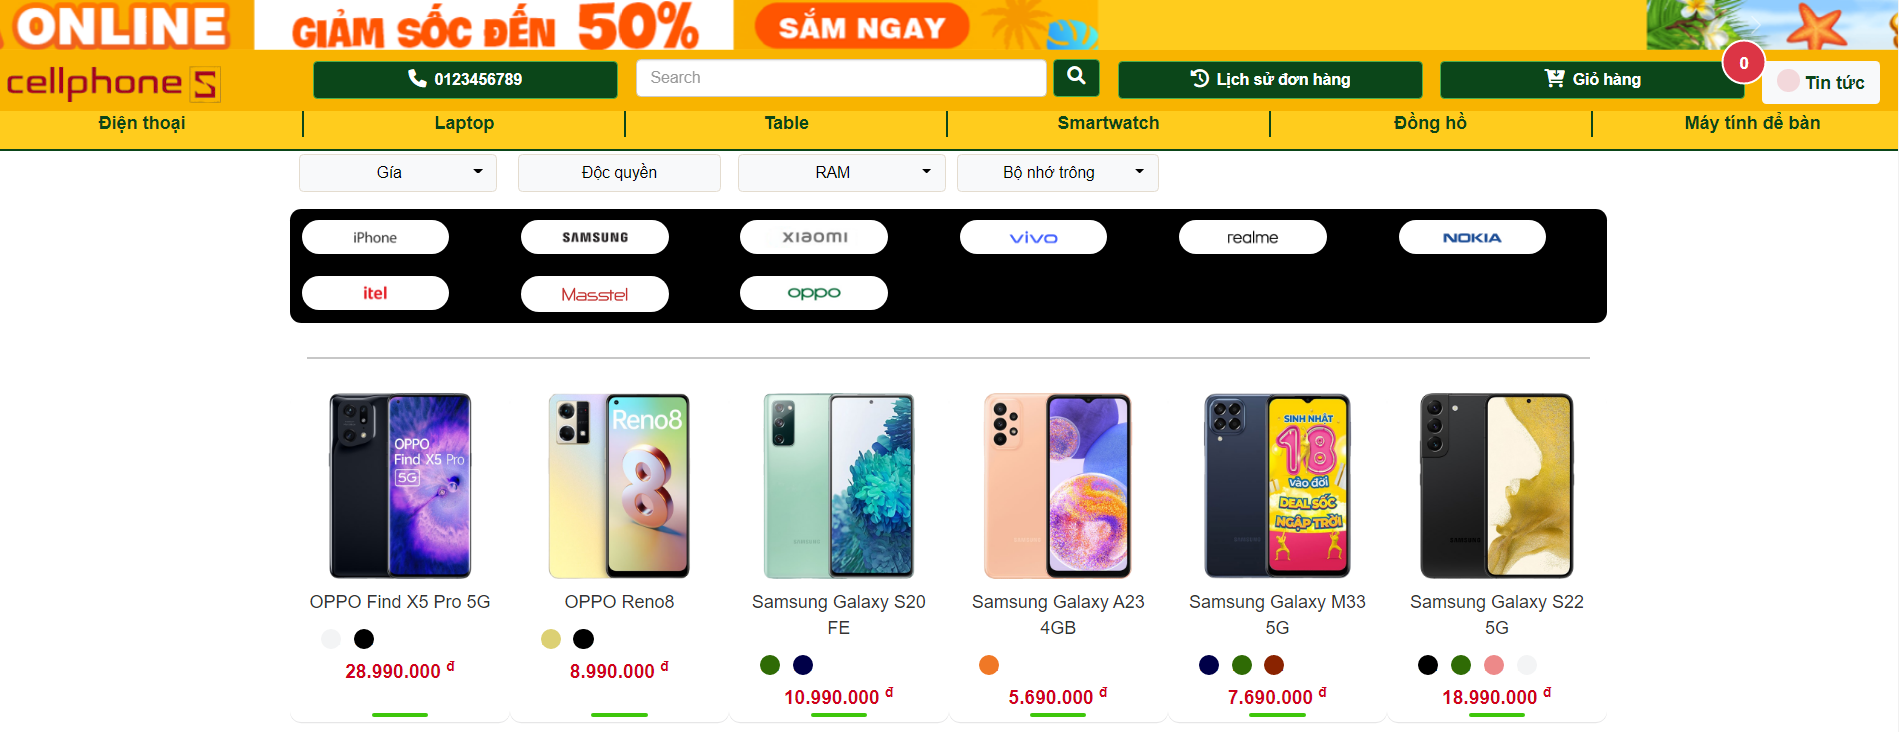 ONLINE GIẢM SỐC ĐẾN 50% SẮM NGAY
cellphone S
0123456789
Search
Lịch sử đơn hàng
Giỏ hàng
0
Tin tức
Điện thoại
Laptop
Table
Smartwatch
Đồng hồ
Máy tính để bàn
Gía
Độc quyền
RAM
Bộ nhớ trông
iPhone
SAMSUNG
xiaomi
vivo
realme
NOKIA
itel
Masstel
oppo
OPPO
Find X5 Pro
5G
Reno8
8
SAMSUNG
SAMSUNG
SINH NHẬT
18
vào đời
DEAL SỐC
NGẬP TRỜI
SAMSUNG
SAMSUNG
OPPO Find X5 Pro 5G
28.990.000 đ
OPPO Reno8
8.990.000 đ
Samsung Galaxy S20
FE
10.990.000 đ
Samsung Galaxy A23
4GB
5.690.000 đ
Samsung Galaxy M33
5G
7.690.000 đ
Samsung Galaxy S22
5G
18.990.000 đ